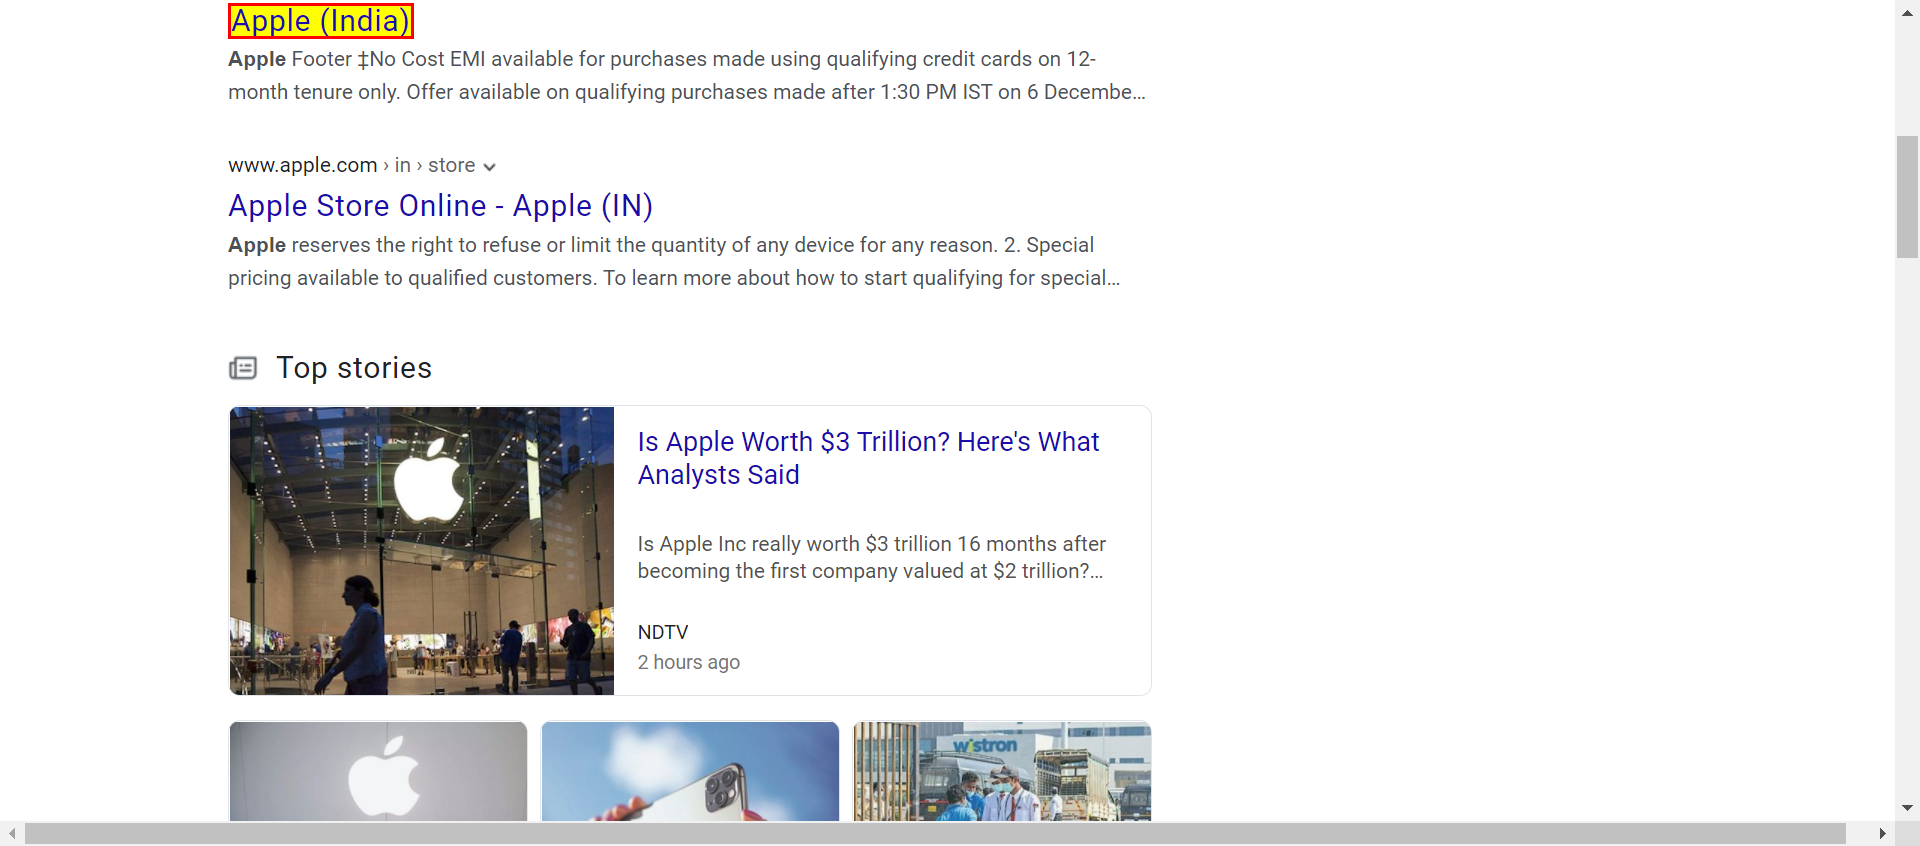 Apple (India)
Apple Footer ‡No Cost EMI available for purchases made using qualifying credit cards on 12-
month tenure only. Offer available on qualifying purchases made after 1:30 PM IST on 6 Decembe…
www.apple.com › in › store
Apple Store Online - Apple (IN)
Apple reserves the right to refuse or limit the quantity of any device for any reason. 2. Special
pricing available to qualified customers. To learn more about how to start qualifying for special…
Top stories
Is Apple Worth $3 Trillion? Here's What
Analysts Said
Is Apple Inc really worth $3 trillion 16 months after
becoming the first company valued at $2 trillion?…
NDTV
2 hours ago
wistron